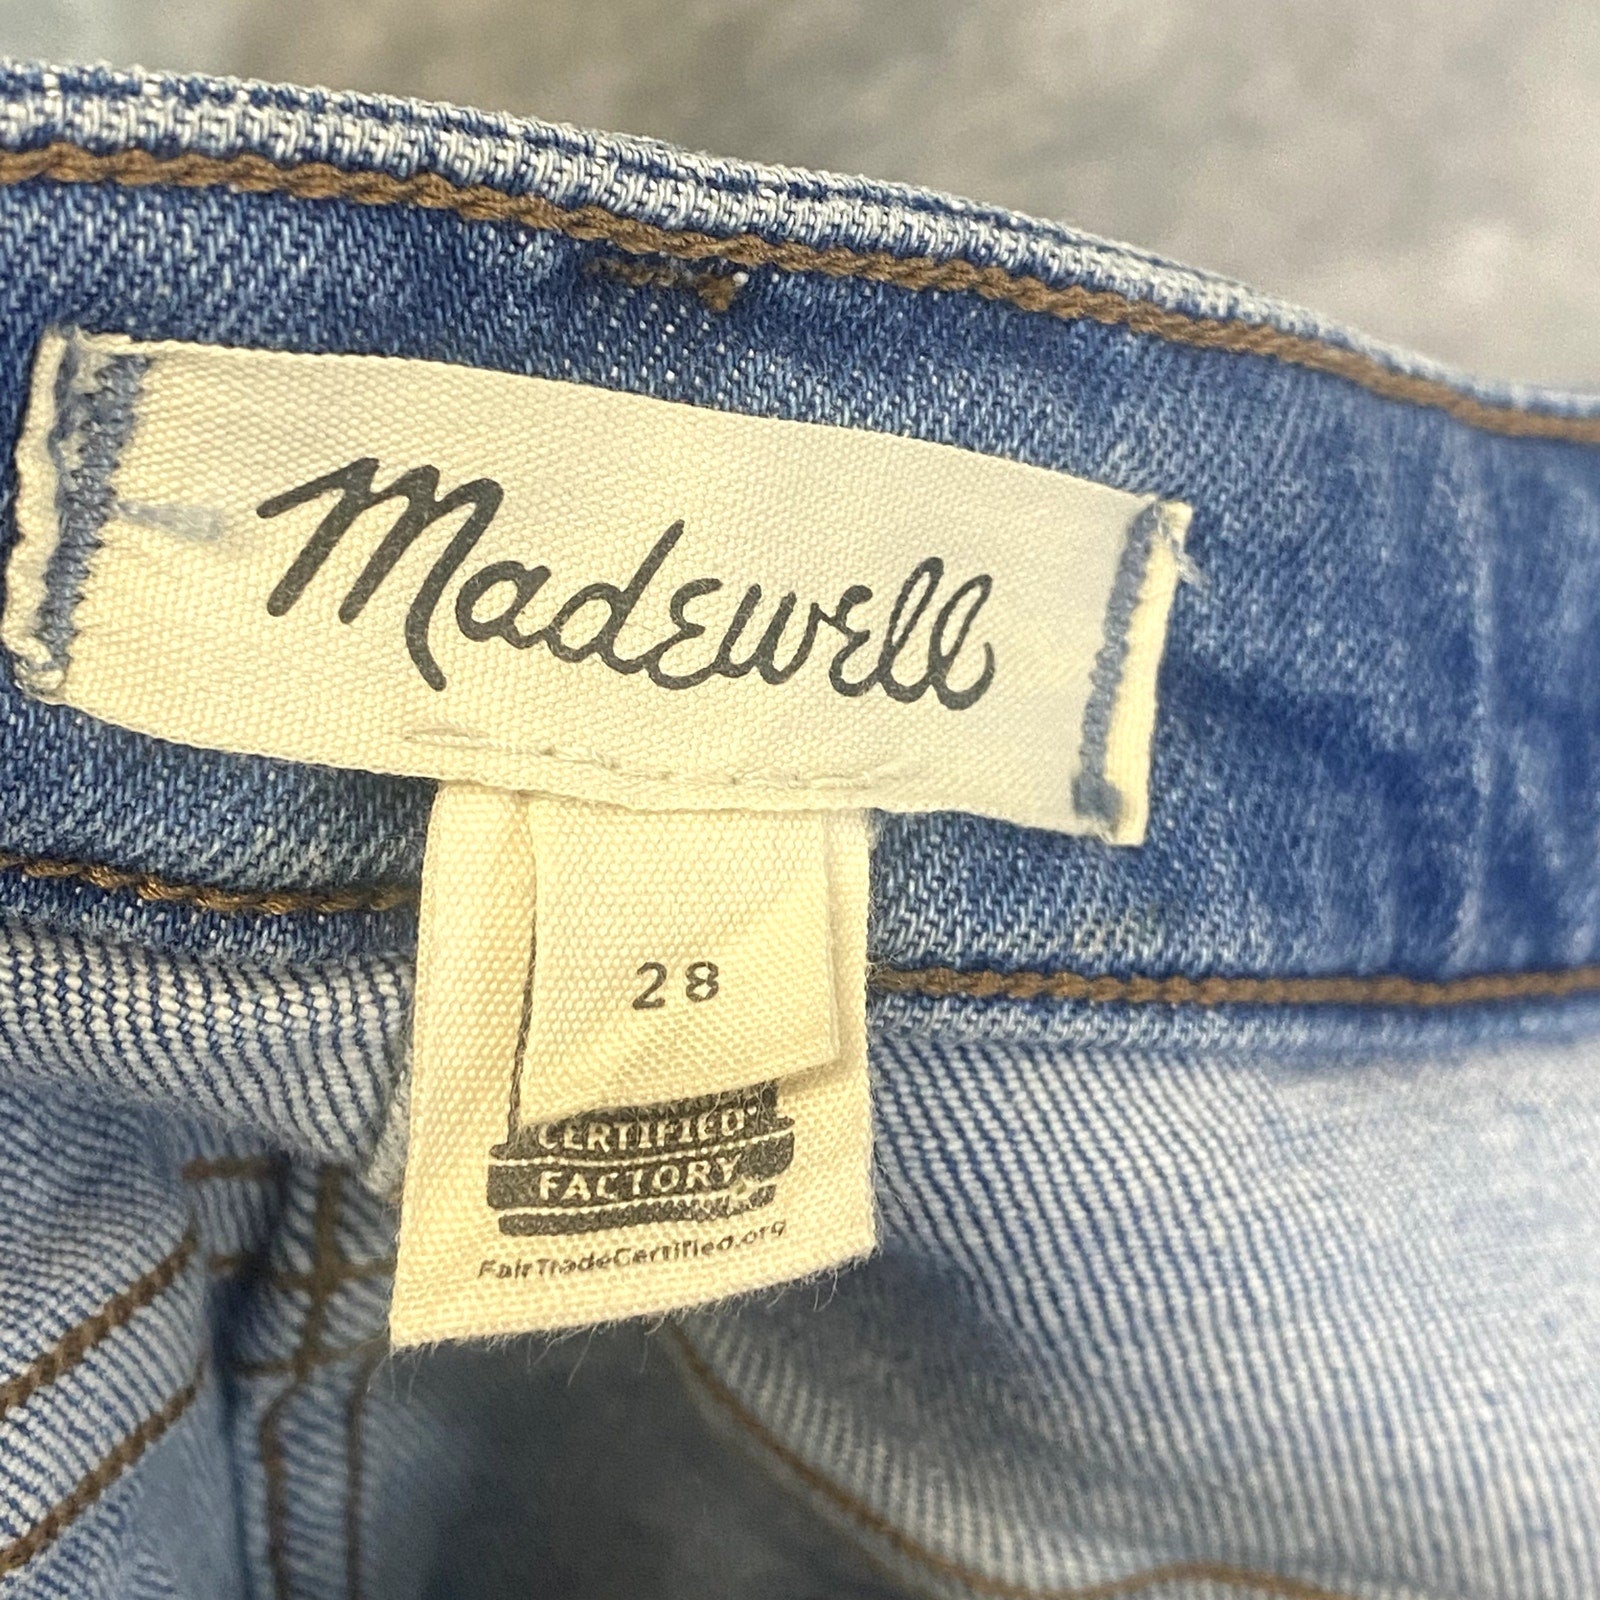 Madewell
28
CERTIFIED
FACTORY
FairTradeCertified.org